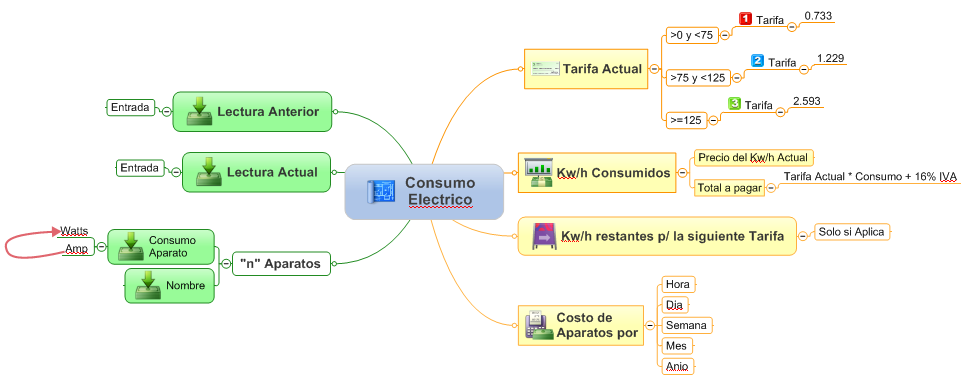 Consumo
Electrico
Lectura Anterior
Entrada
Lectura Actual
Entrada
"n" Aparatos
Consumo
Aparato
Watts
Amp
Nombre
Tarifa Actual
>0 y <75
1 Tarifa
0.733
>75 y <125
2 Tarifa
1.229
>=125
3 Tarifa
2.593
Kw/h Consumidos
Precio del Kw/h Actual
Total a pagar
Tarifa Actual * Consumo + 16% IVA
Kw/h restantes p/ la siguiente Tarifa
Solo si Aplica
Costo de
Aparatos por
Hora
Dia
Semana
Mes
Anio